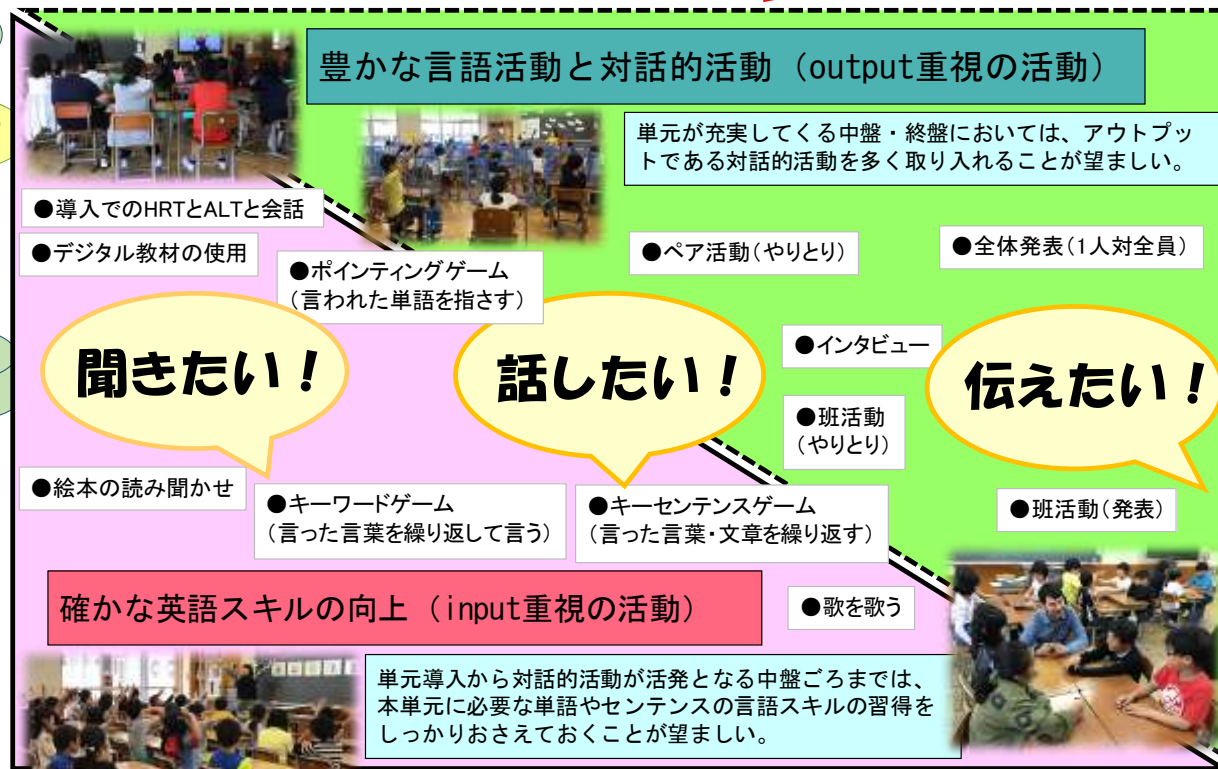 豊かな言語活動と対話的活動（output重視の活動）
単元が充実してくる中盤・終盤においては、アウトプッ
トである対話的活動を多く取り入れることが望ましい。
●導入でのHRTとALTと会話
●デジタル教材の使用
●ポインティングゲーム
（言われた単語を指さす）
●ペア活動（やりとり）
●全体発表（1人対全員）
聞きたい！
話したい！
●インタビュー
伝えたい！
●班活動
（やりとり）
●絵本の読み聞かせ
●キーワードゲーム
（言った言葉を繰り返して言う）
●キーセンテンスゲーム
（言った言葉・文章を繰り返す）
●班活動（発表）
確かな英語スキルの向上（input重視の活動）
●歌を歌う
単元導入から対話的活動が活発となる中盤ごろまでは、
本単元に必要な単語やセンテンスの言語スキルの習得を
しっかりおさえておくことが望ましい。